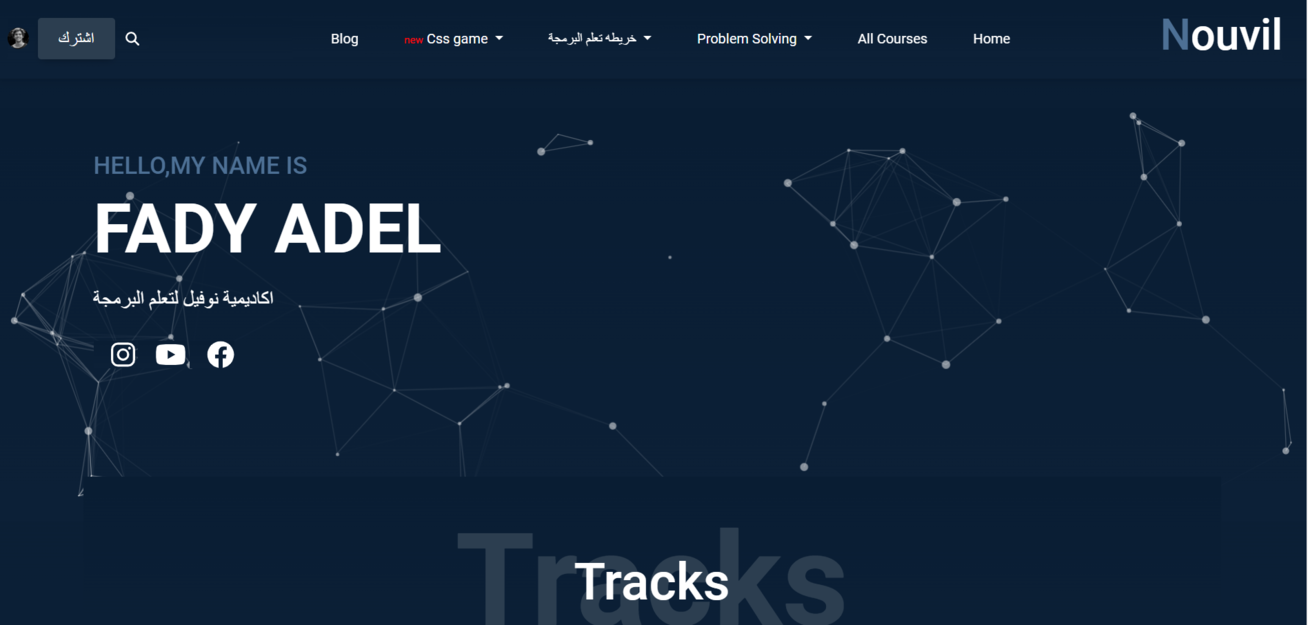 Nouvil
Home
All Courses
Problem Solving
خريطه تعلم البرمجة
new Css game
Blog
اشترك
HELLO,MY NAME IS
FADY ADEL
اكاديمية نوفيل لتعلم البرمجة
Tracks
Tracks